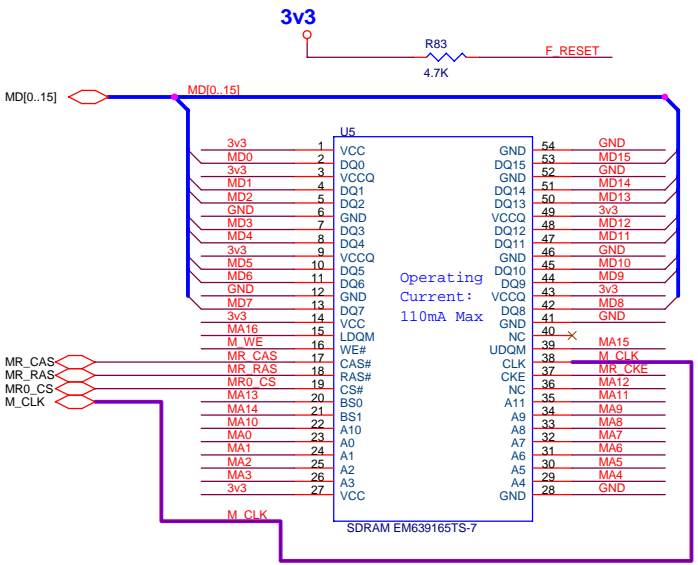 3v3
R83
F_RESET
4.7K
MD[0..15]
MD[0..15]
U5
3v3 1 VCC GND 54 GND
MD0 2 DQ0 DQ15 53 MD15
3v3 3 VCCQ GND 52 GND
MD1 4 DQ1 DQ14 51 MD14
MD2 5 DQ2 DQ13 50 MD13
GND 6 GND VCCQ 49 3v3
MD3 7 DQ3 DQ12 48 MD12
MD4 8 DQ4 DQ11 47 MD11
3v3 9 VCCQ GND 46 GND
MD5 10 DQ5 DQ10 45 MD10
MD6 11 DQ6 DQ9 44 MD9
GND 12 GND VCCQ 43 3v3
MD7 13 DQ7 DQ8 42 MD8
3v3 14 VCC GND 41 GND
MA16 15 LDQM NC 40
M_WE 16 WE# UDQM 39 MA15
MR_CAS MR_CAS 17 CAS# CLK 38 M_CLK
MR_RAS MR_RAS 18 RAS# CKE 37 MR_CKE
MR0_CS MR0_CS 19 CS# NC 36 MA12
M_CLK
MA13 20 BS0 A11 35 MA11
MA14 21 BS1 A9 34 MA9
MA10 22 A10 A8 33 MA8
MA0 23 A0 A7 32 MA7
MA1 24 A1 A6 31 MA6
MA2 25 A2 A5 30 MA5
MA3 26 A3 A4 29 MA4
3v3 27 VCC GND 28 GND
Operating
Current:
110mA Max
M_CLK
SDRAM EM639165TS-7